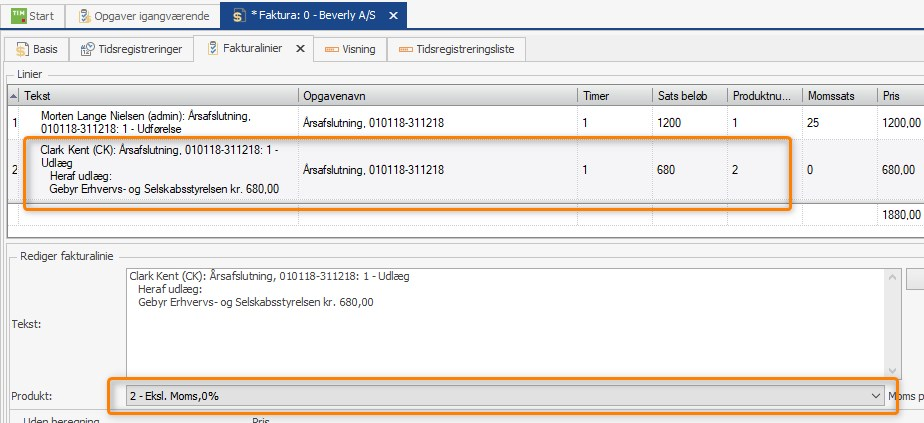 TIM Start
Opgaver igangværende
* Faktura: 0 - Beverly A/S
Basis
Tidsregistreringer
Fakturalinier
Visning
Tidsregistreringsliste
Linier
Tekst Opgavenavn Timer Sats beløb Produktnu... Momssats Pris
1 Morten Lange Nielsen (admin): Årsafslutning, 010118-311218: 1 - Udførelse Årsafslutning, 010118-311218 1 1200 1 25 1200,00
2 Clark Kent (CK): Årsafslutning, 010118-311218: 1 -
Udlæg
Heraf udlæg:
Gebyr Erhvervs- og Selskabsstyrelsen kr. 680,00
Årsafslutning, 010118-311218 1 680 2 0 680,00
1880,00
Rediger fakturalinie
Tekst:
Clark Kent (CK): Årsafslutning, 010118-311218: 1 - Udlæg
Heraf udlæg:
Gebyr Erhvervs- og Selskabsstyrelsen kr. 680,00
Produkt: 2 - Eksl. Moms,0% Moms p
Uden beregning Pris